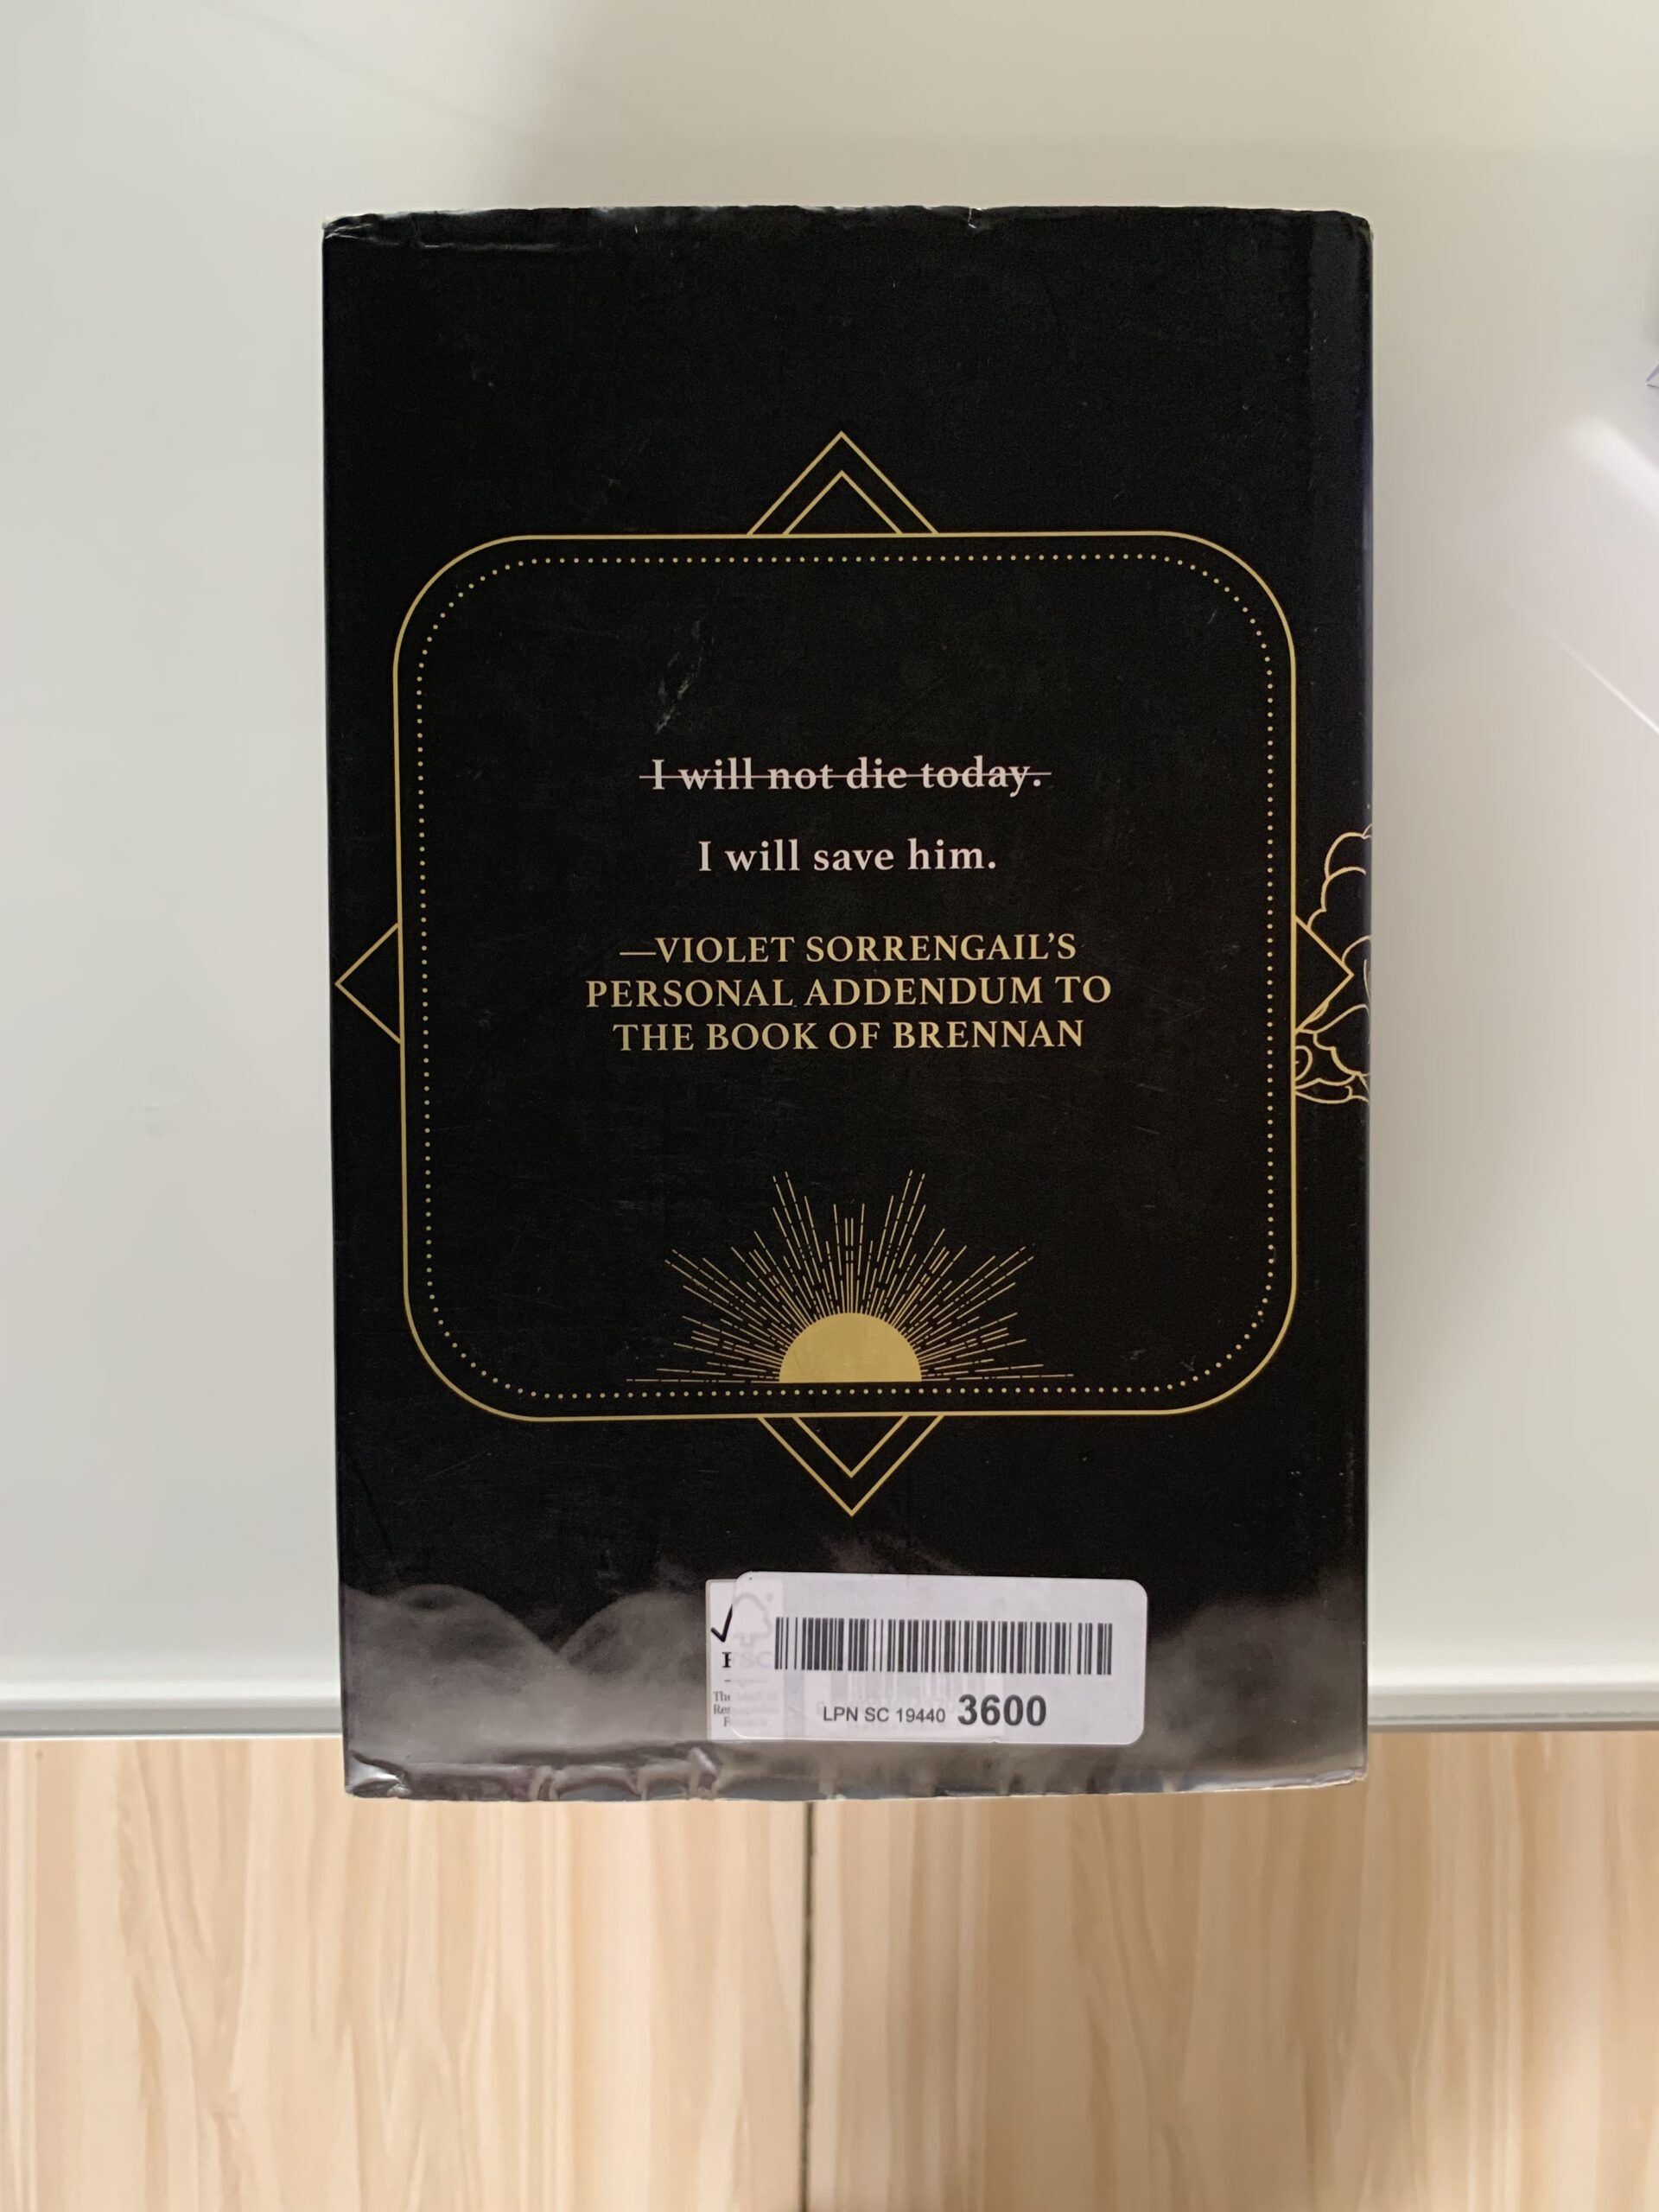 ~~I will not die today.~~
I will save him.
—VIOLET SORRENGAIL'S
PERSONAL ADDENDUM TO
THE BOOK OF BRENNAN
LPN SC 19440 3600